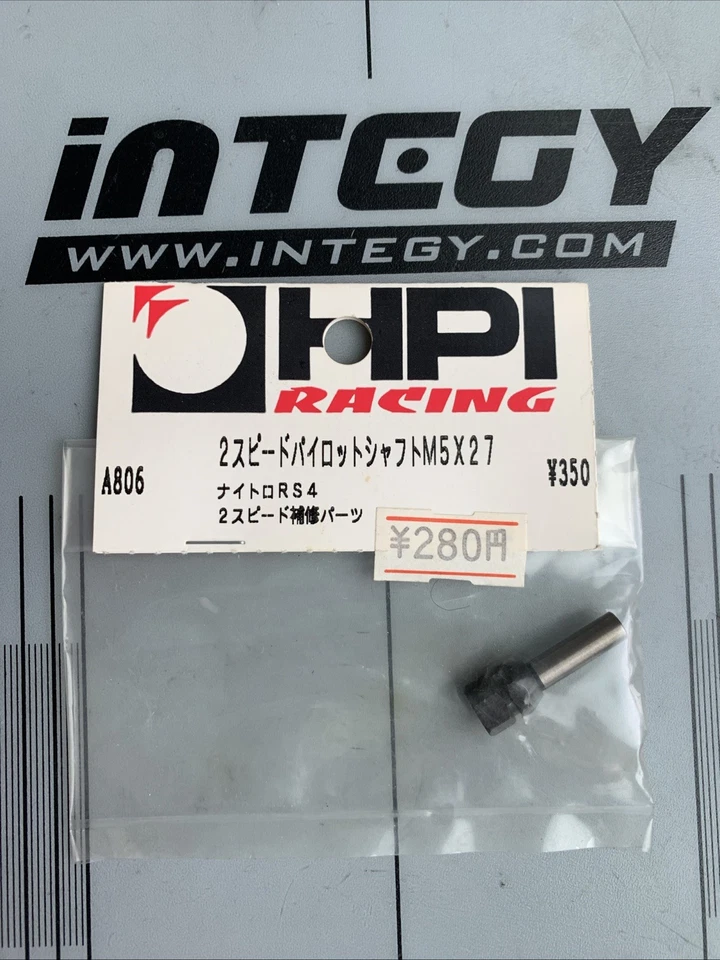 INTEGY
WWW.INTEGY.COM
HPI
RACING
A806
2スピードパイロットシャフトM5X27
¥350
ナイトロRS4
2スピード補修パーツ
¥280円